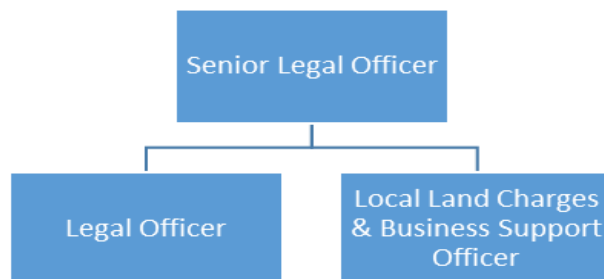 Senior Legal Officer
Legal Officer
Local Land Charges
& Business Support
Officer